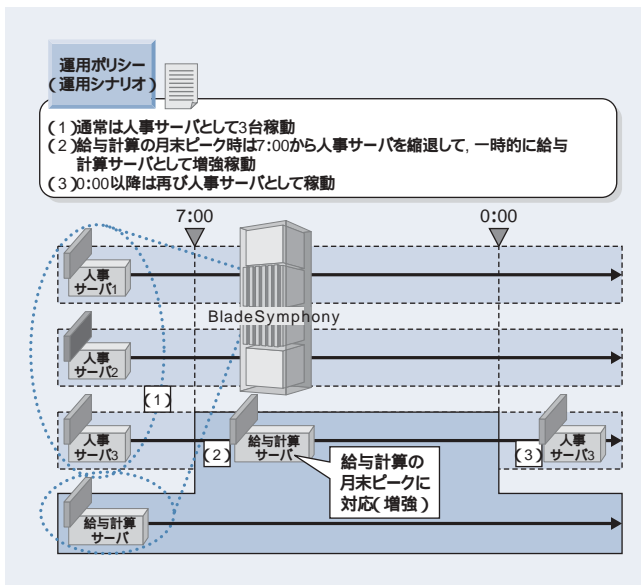 運用ポリシー
(運用シナリオ)
(1)通常は人事サーバとして3台稼動
(2)給与計算の月末ピーク時は7:00から人事サーバを縮退して,一時的に給与
計算サーバとして増強稼動
(3)0:00以降は再び人事サーバとして稼動
7:00
0:00
人事
サーバ1
BladeSymphony
人事
サーバ2
(1)
人事
サーバ3
(2)
給与計算
サーバ
(3)
人事
サーバ3
給与計算の
月末ピークに
対応(増強)
給与計算
サーバ